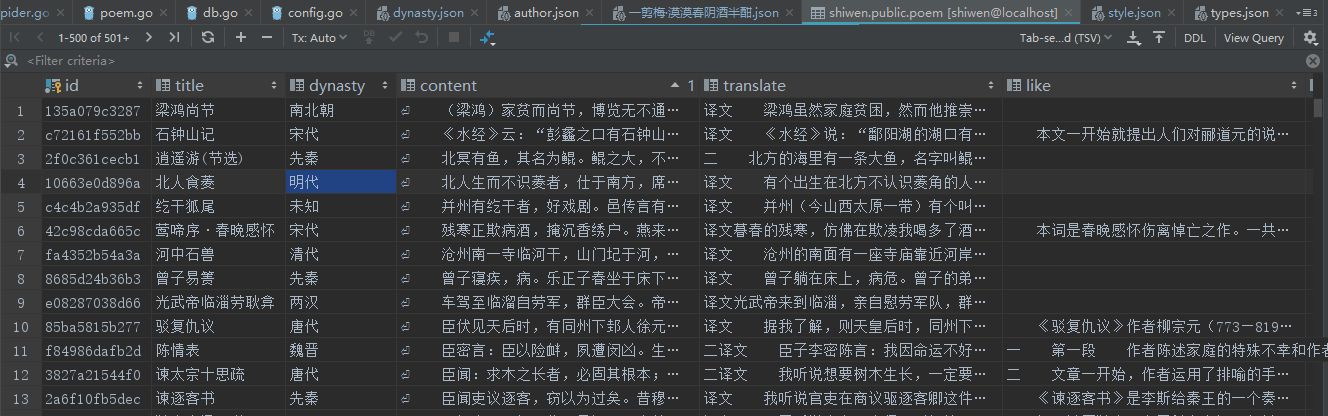 pider.go poem.go db.go config.go dynasty.json author.json 一剪梅·漠漠春阴酒半酣.json shiwen.public.poem [shiwen@localhost] style.json types.json 3
1-500 of 501+ Tx: Auto DB Tab-se...d (TSV) DDL View Query
<Filter criteria>
id title dynasty content 1 translate like
1 135a079c3287 梁鸿尚节 南北朝 （梁鸿）家贫而尚节，博览无不通… 译文 梁鸿虽然家庭贫困，然而他推崇…
2 c72161f552bb 石钟山记 宋代 《水经》云：“彭蠡之口有石钟山… 译文 《水经》说：“鄱阳湖的湖口有… 本文一开始就提出人们对郦道元的说…
3 2f0c361cecb1 逍遥游(节选) 先秦 北冥有鱼，其名为鲲。鲲之大，不… 二 北方的海里有一条大鱼，名字叫鲲…
4 10663e0d896a 北人食菱 明代 北人生而不识菱者，仕于南方，席… 译文 有个出生在北方不认识菱角的人…
5 c4c4b2a935df 纥干狐尾 未知 并州有纥干者，好戏剧。邑传言有… 译文 并州（今山西太原一带）有个叫…
6 42c98cda665c 莺啼序·春晚感怀 宋代 残寒正欺病酒，掩沉香绣户。燕来… 译文暮春的残寒，仿佛在欺凌我喝多了酒… 本词是春晚感怀伤离悼亡之作。一共…
7 fa4352b54a3a 河中石兽 清代 沧州南一寺临河干，山门圮于河，… 译文 沧州的南面有一座寺庙靠近河岸…
8 8685d24b36b3 曾子易箦 先秦 曾子寝疾，病。乐正子春坐于床下… 译文 曾子躺在床上，病危。曾子的弟…
9 e08287038d66 光武帝临淄劳耿弇 两汉 车驾至临淄自劳军，群臣大会。帝… 译文光武帝来到临淄，亲自慰劳军队，群…
10 85ba5815b277 驳复仇议 唐代 臣伏见天后时，有同州下邽人徐元… 译文 据我了解，则天皇后时，同州下… 《驳复仇议》作者柳宗元（773—819…
11 f84986dafb2d 陈情表 魏晋 臣密言：臣以险衅，夙遭闵凶。生… 二译文 臣子李密陈言：我因命运不好… 一 第一段 作者陈述家庭的特殊不幸和作者
12 3827a21544f0 谏太宗十思疏 唐代 臣闻：求木之长者，必固其根本；… 译文 我听说想要树木生长，一定要… 二 文章一开始，作者运用了排喻的手…
13 2a6f10fb5dec 谏逐客书 先秦 臣闻吏议逐客，窃以为过矣。昔穆… 译文 我听说官吏在商议驱逐客卿这件… 《谏逐客书》是李斯给秦王的一个奏…